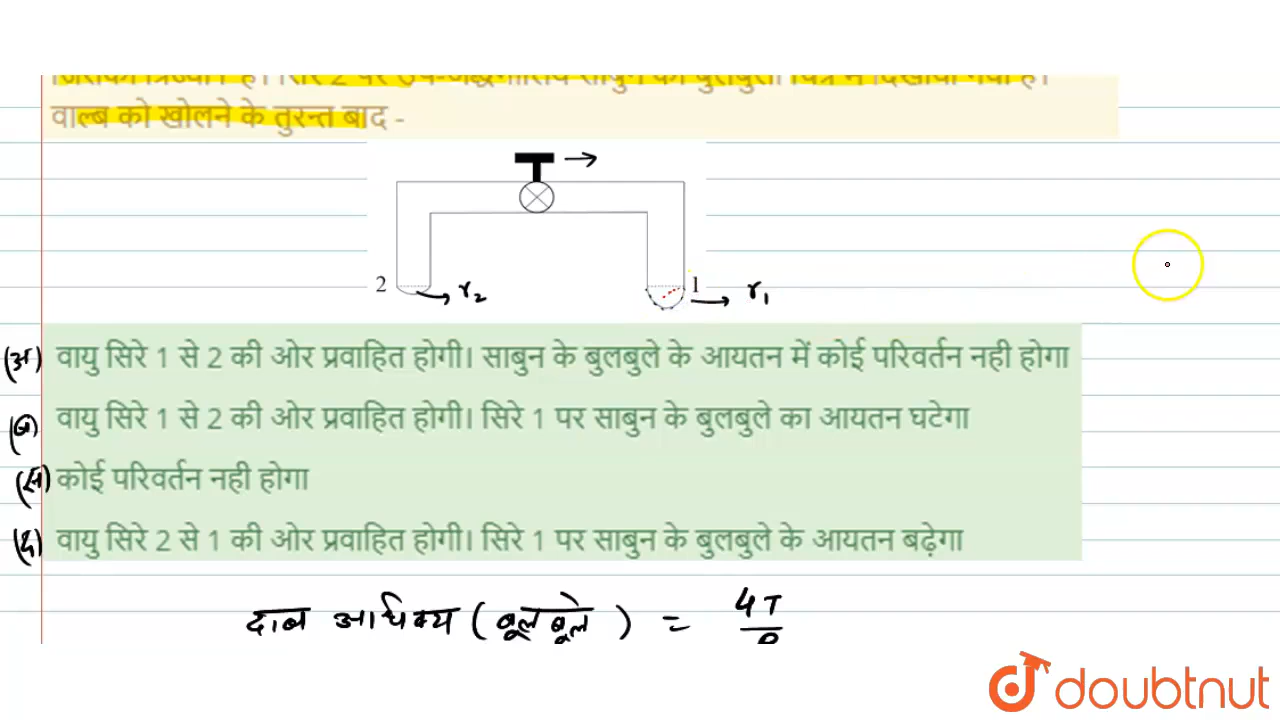 वाल्ब को खोलने के तुरन्त बाद -
2
r₂
1
r₁
(अ) वायु सिरे 1 से 2 की ओर प्रवाहित होगी। साबुन के बुलबुले के आयतन में कोई परिवर्तन नही होगा
(ब) वायु सिरे 1 से 2 की ओर प्रवाहित होगी। सिरे 1 पर साबुन के बुलबुले का आयतन घटेगा
(स) कोई परिवर्तन नही होगा
(द) वायु सिरे 2 से 1 की ओर प्रवाहित होगी। सिरे 1 पर साबुन के बुलबुले के आयतन बढ़ेगा
दाब आधिक्य (बुलबुले) = 4T
doubtnut